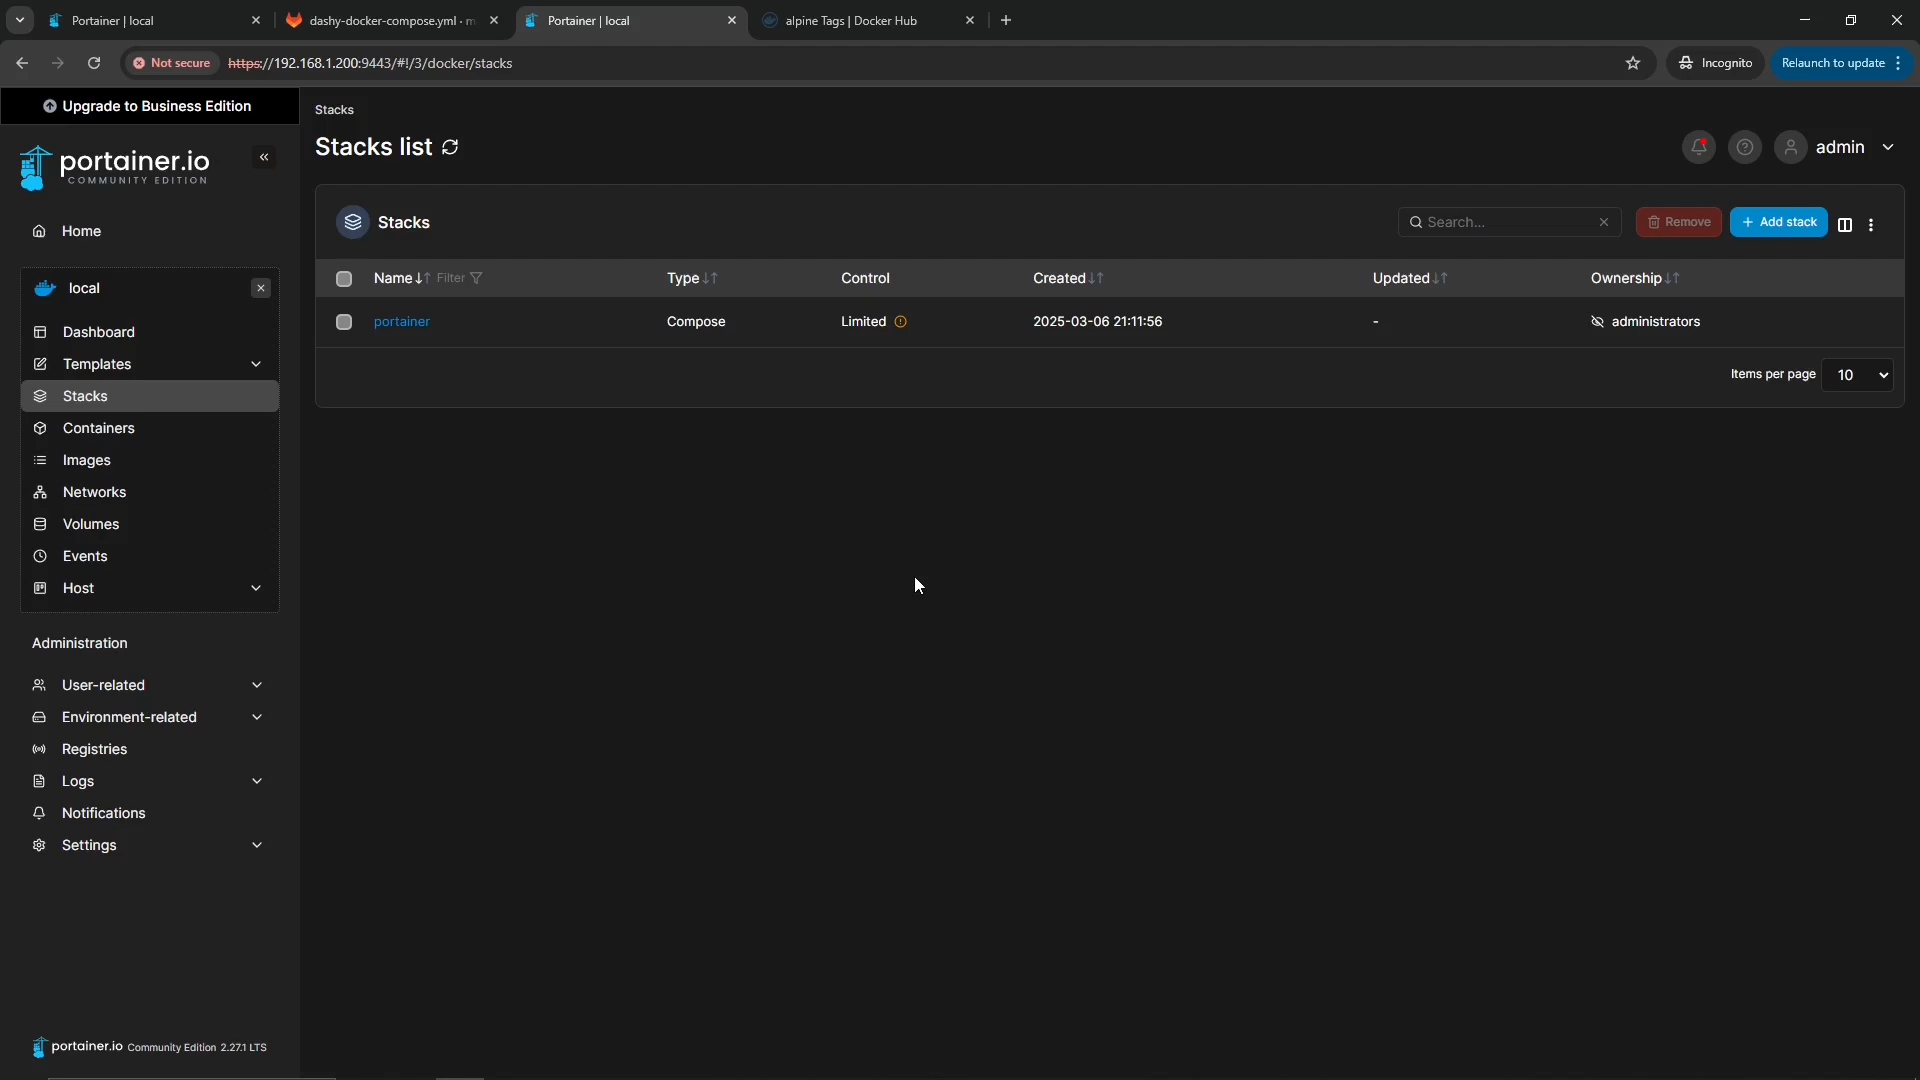 Portainer | local
dashy-docker-compose.yml · m
Portainer | local
alpine Tags | Docker Hub
Not secure
https://192.168.1.200:9443/#!/3/docker/stacks
Incognito
Relaunch to update
Upgrade to Business Edition
portainer.io
COMMUNITY EDITION
Home
local
Dashboard
Templates
Stacks
Containers
Images
Networks
Volumes
Events
Host
Administration
User-related
Environment-related
Registries
Logs
Notifications
Settings
portainer.io Community Edition 2.27.1 LTS
Stacks
Stacks list
admin
Stacks
Search...
Remove
+ Add stack
Name Filter Type Control Created Updated Ownership
portainer Compose Limited 2025-03-06 21:11:56 - administrators
Items per page 10